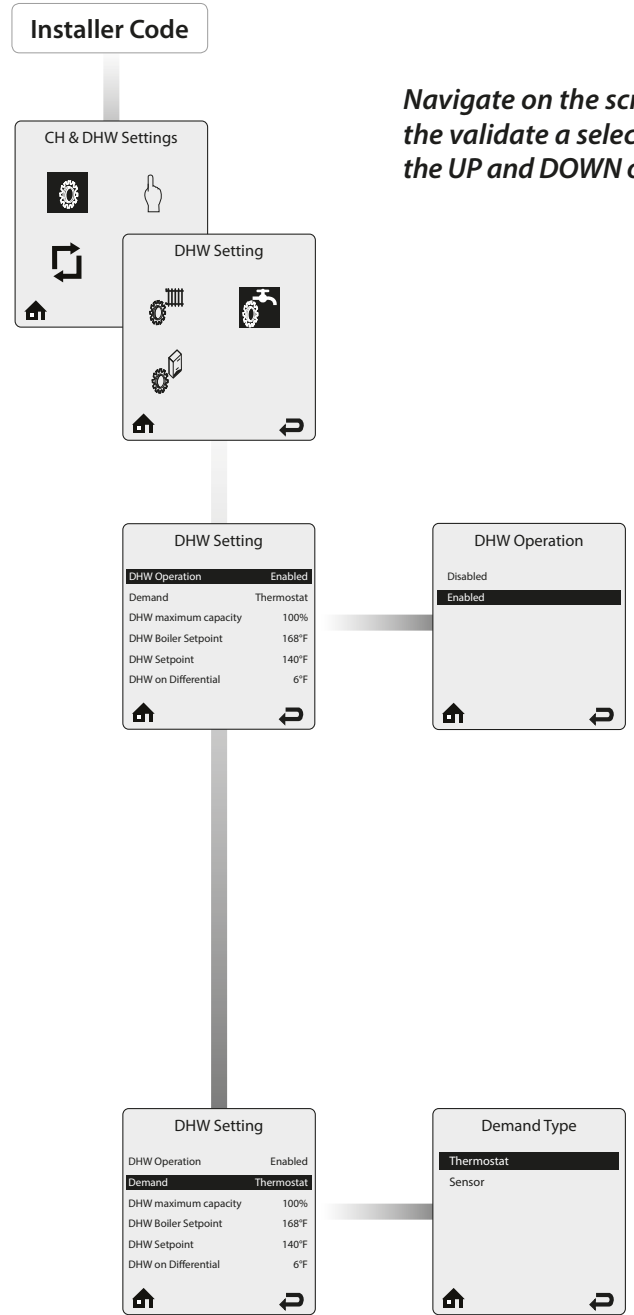 Installer Code
Navigate on the scr
the validate a selec
the UP and DOWN
CH & DHW Settings
DHW Setting
DHW Setting
DHW Operation Enabled
Demand Thermostat
DHW maximum capacity 100%
DHW Boiler Setpoint 168°F
DHW Setpoint 140°F
DHW on Differential 6°F
DHW Operation
Disabled
Enabled
DHW Setting
DHW Operation Enabled
Demand Thermostat
DHW maximum capacity 100%
DHW Boiler Setpoint 168°F
DHW Setpoint 140°F
DHW on Differential 6°F
Demand Type
Thermostat
Sensor